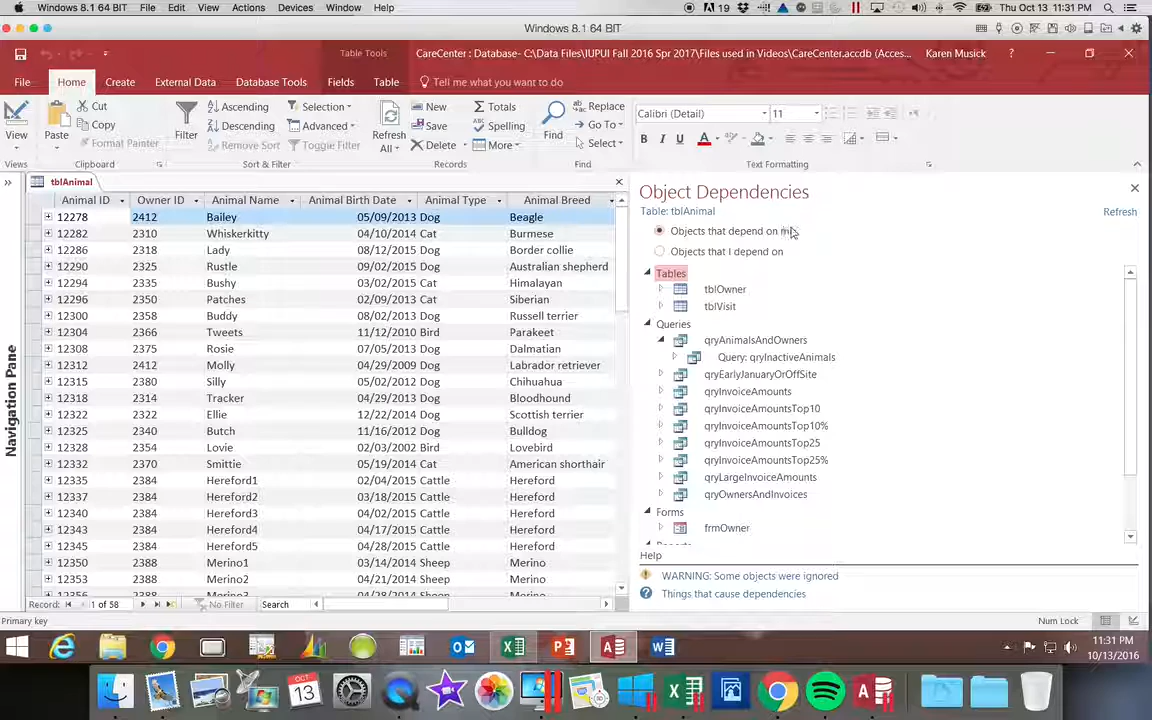 Windows 8.1 64 BIT File Edit View Actions Devices Window Help 19 Thu Oct 13 11:31 PM
Windows 8.1 64 BIT
Table Tools CareCenter : Database- C:\Data Files\IUPUI Fall 2016 Spr 2017\Files used in Videos\CareCenter.accdb (Acces... Karen Musick ?
File Home Create External Data Database Tools Fields Table Tell me what you want to do
View Paste Cut Copy Format Painter Filter Ascending Descending Remove Sort Selection Advanced Toggle Filter Refresh All New Save Delete Totals Spelling More Find Replace Go To Select Calibri (Detail) 11 B I U A
Views Clipboard Sort & Filter Records Find Text Formatting
tblAnimal
Animal ID Owner ID Animal Name Animal Birth Date Animal Type Animal Breed
12278 2412 Bailey 05/09/2013 Dog Beagle
12282 2310 Whiskerkitty 04/10/2014 Cat Burmese
12286 2318 Lady 08/12/2015 Dog Border collie
12290 2325 Rustle 09/02/2015 Dog Australian shepherd
12294 2335 Bushy 03/02/2015 Cat Himalayan
12296 2350 Patches 02/09/2013 Cat Siberian
12300 2358 Buddy 08/02/2013 Dog Russell terrier
12304 2366 Tweets 11/12/2010 Bird Parakeet
12308 2375 Rosie 07/05/2013 Dog Dalmatian
12312 2412 Molly 04/29/2009 Dog Labrador retriever
12315 2380 Silly 05/02/2012 Dog Chihuahua
12318 2314 Tracker 04/29/2013 Dog Bloodhound
12322 2322 Ellie 12/22/2014 Dog Scottish terrier
12325 2340 Butch 11/16/2012 Dog Bulldog
12328 2354 Lovie 02/03/2002 Bird Lovebird
12332 2370 Smittie 05/19/2014 Cat American shorthair
12335 2384 Hereford1 02/04/2015 Cattle Hereford
12337 2384 Hereford2 03/18/2015 Cattle Hereford
12340 2384 Hereford3 04/02/2015 Cattle Hereford
12343 2384 Hereford4 04/17/2015 Cattle Hereford
12345 2384 Hereford5 04/28/2015 Cattle Hereford
12350 2388 Merino1 03/14/2014 Sheep Merino
12353 2388 Merino2 04/21/2014 Sheep Merino
Record: 1 of 58 No Filter Search
Navigation Pane
Object Dependencies
Table: tblAnimal Refresh
Objects that depend on me
Objects that I depend on
Tables
tblOwner
tblVisit
Queries
qryAnimalsAndOwners
Query: qryInactiveAnimals
qryEarlyJanuaryOrOffSite
qryInvoiceAmounts
qryInvoiceAmountsTop10
qryInvoiceAmountsTop10%
qryInvoiceAmountsTop25
qryInvoiceAmountsTop25%
qryLargeInvoiceAmounts
qryOwnersAndInvoices
Forms
frmOwner
Help
WARNING: Some objects were ignored
Things that cause dependencies
Primary key Num Lock
11:31 PM
10/13/2016
OCT
13